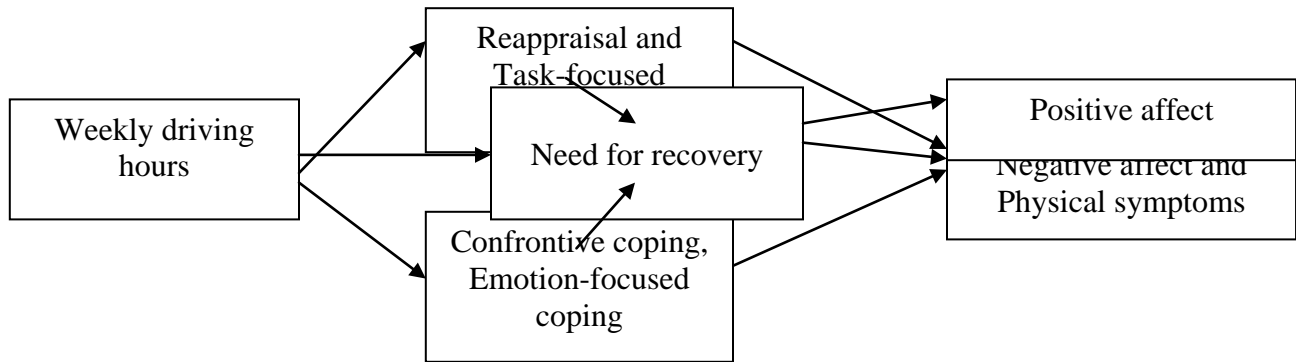 Reappraisal and
Task-focused
Weekly driving
hours
Need for recovery
Positive affect
Negative affect and
Physical symptoms
Confrontive coping,
Emotion-focused
coping